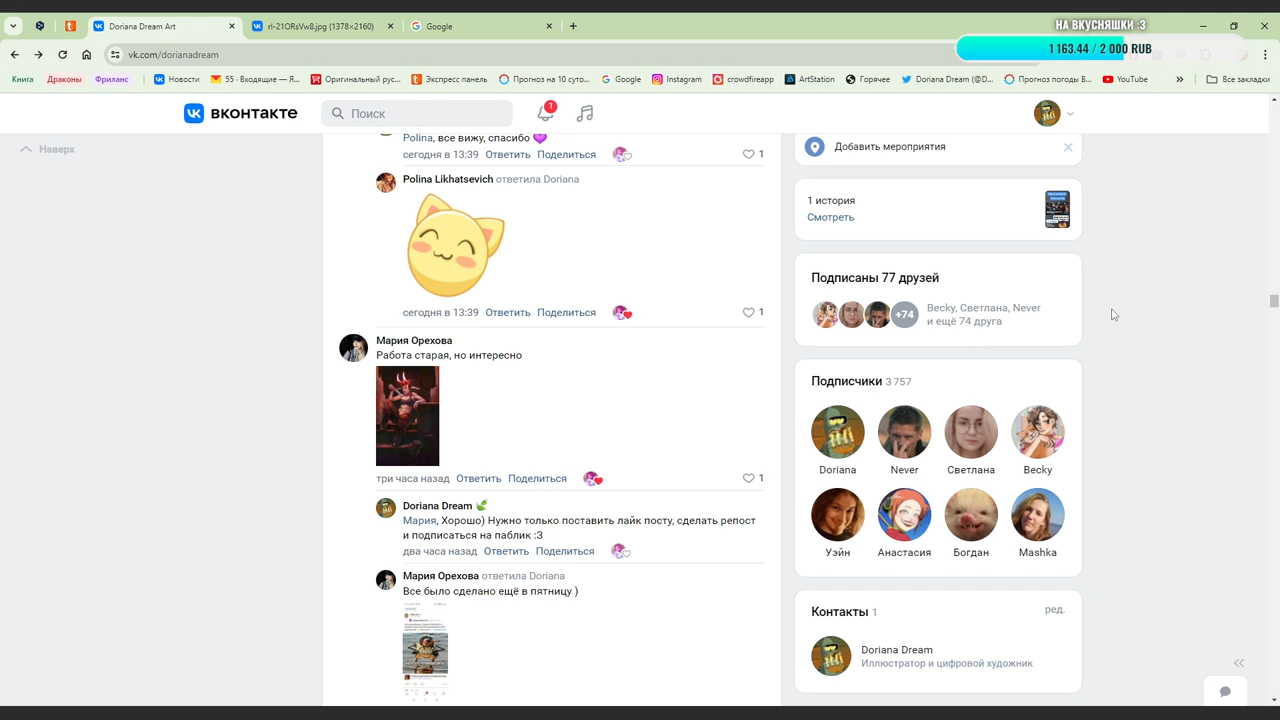 Doriana Dream Art
rl-21ORsVw8.jpg (1378×2160)
Google
НА ВКУСНЯШКИ :3
1 163.44 / 2 000 RUB
vk.com/dorianadream
Книга
Драконы
Фриланс
Новости
55 · Входящие — Я...
Оригинальный рус...
Экспресс панель
Прогноз на 10 суто...
Google
Instagram
crowdfireapp
ArtStation
Горячее
Doriana Dream (@D...
Прогноз погоды В...
YouTube
Все закладки
вконтакте
Поиск
1
Наверх
Polina, все вижу, спасибо 💜
сегодня в 13:39 Ответить Поделиться 1
Polina Likhatsevich ответила Doriana
сегодня в 13:39 Ответить Поделиться 1
Мария Орехова
Работа старая, но интересно
три часа назад Ответить Поделиться 1
Doriana Dream
Мария, Хорошо) Нужно только поставить лайк посту, сделать репост
и подписаться на паблик :3
два часа назад Ответить Поделиться
Мария Орехова ответила Doriana
Все было сделано ещё в пятницу )
Добавить мероприятия
1 история
Смотреть
Подписаны 77 друзей
+74
Becky, Светлана, Never
и ещё 74 друга
Подписчики 3 757
Doriana Never Светлана Becky
Уэйн Анастасия Богдан Mashka
Контакты 1
ред.
Doriana Dream
Иллюстратор и цифровой художник